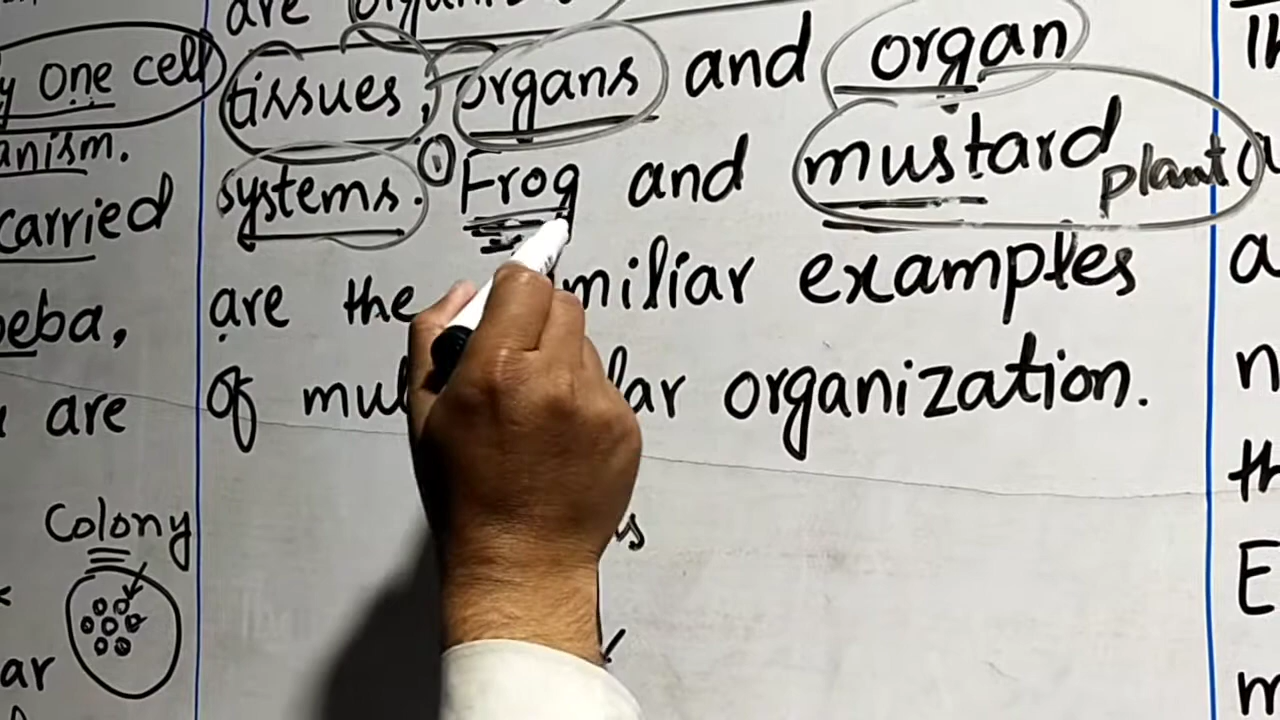 one cell
anism.
carried
eba,
are
Colony
ar
are
tissues, organs and organ
systems. ① Frog and mustard plant
are the miliar examples
of mul lar organization.
Th
a
n
th
E
m